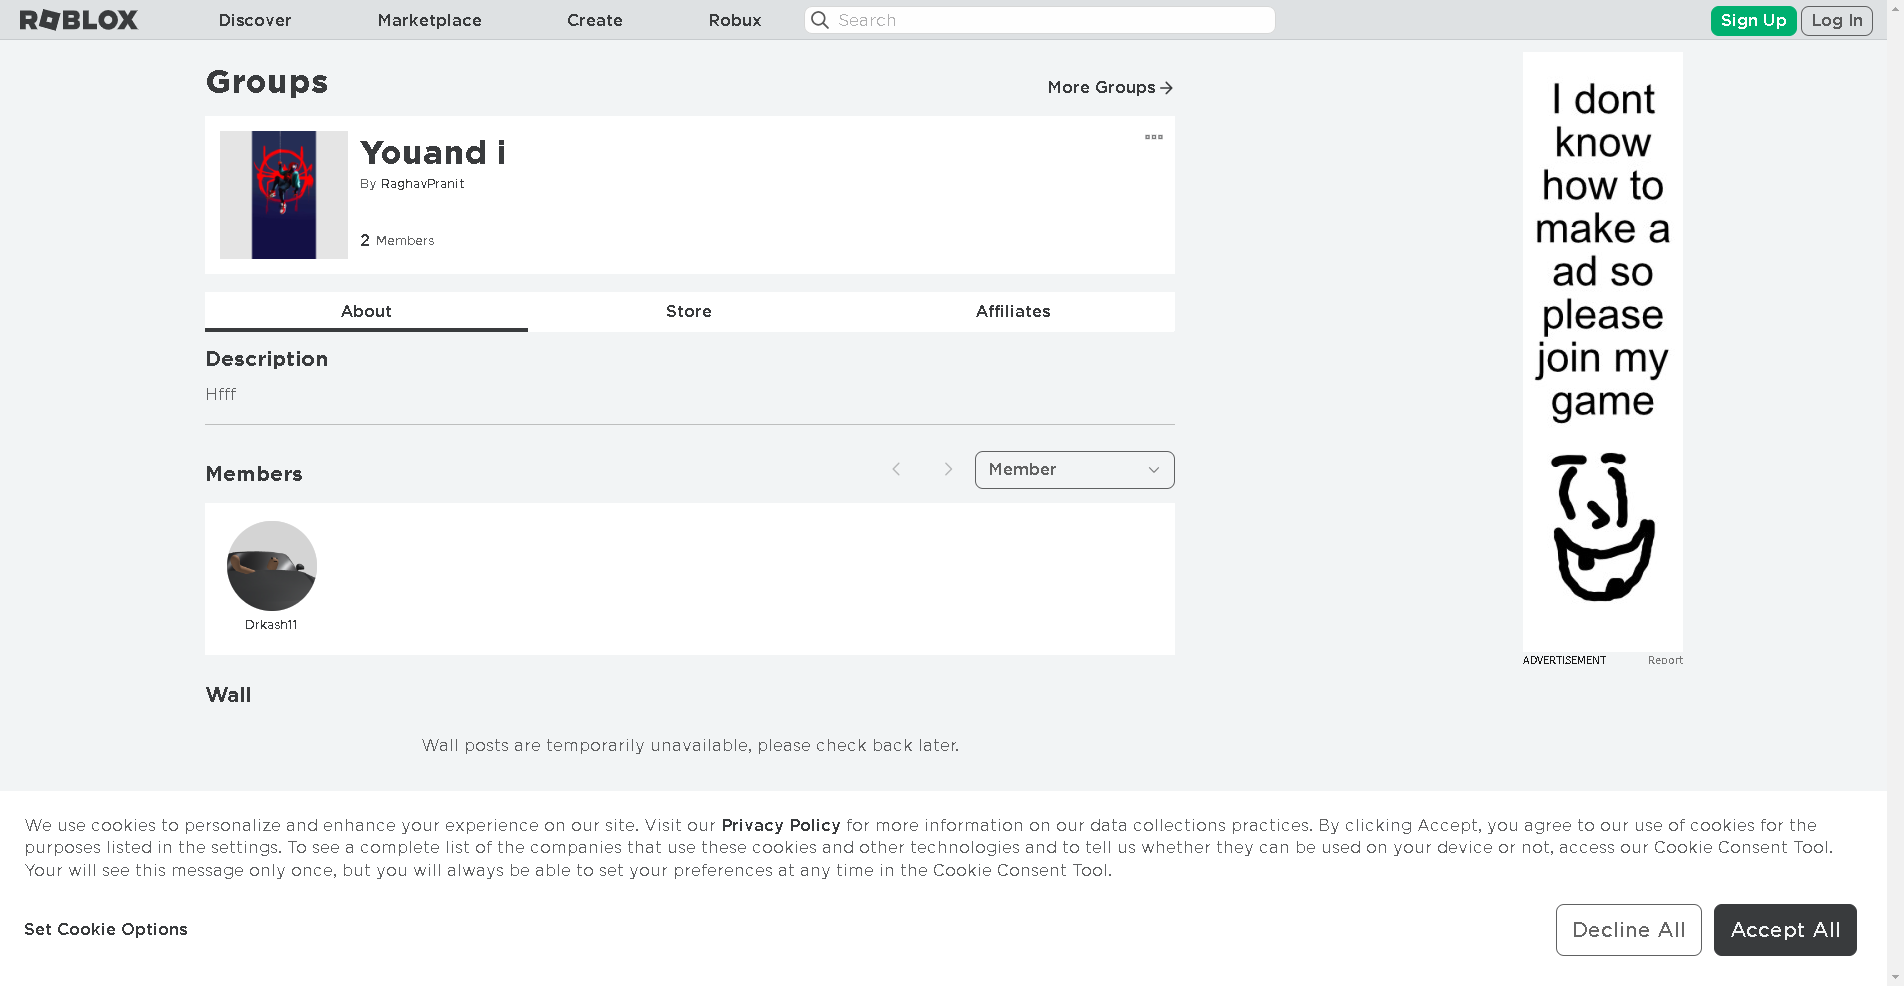 ROBLOX Discover Marketplace Create Robux Search Sign Up Log In
Groups
More Groups
Youand i
By RaghavPranit
2 Members
About Store Affiliates
Description
Hfff
Members
Member
Drkash11
Wall
Wall posts are temporarily unavailable, please check back later.
I dont
know
how to
make a
ad so
please
join my
game
ADVERTISEMENT Report
We use cookies to personalize and enhance your experience on our site. Visit our Privacy Policy for more information on our data collections practices. By clicking Accept, you agree to our use of cookies for the
purposes listed in the settings. To see a complete list of the companies that use these cookies and other technologies and to tell us whether they can be used on your device or not, access our Cookie Consent Tool.
Your will see this message only once, but you will always be able to set your preferences at any time in the Cookie Consent Tool.
Set Cookie Options
Decline All Accept All